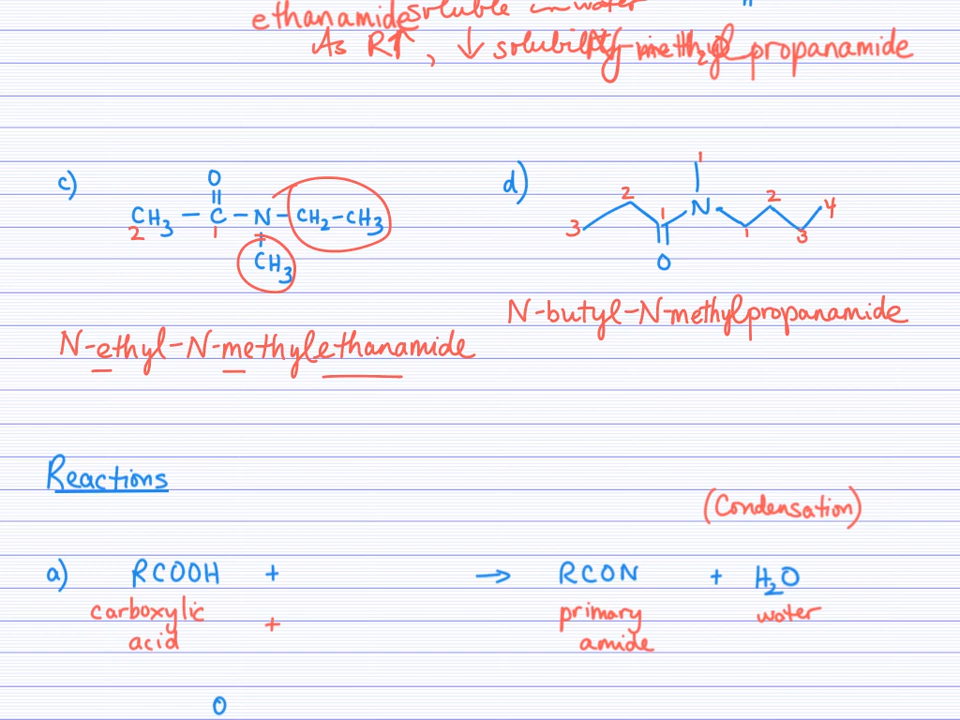 ethanamide soluble in water
As R↑, ↓ solubility methyl propanamide
c)
O
CH3 - C - N - CH2-CH3
2 1
CH3
N-ethyl-N-methylethanamide
d)
1
2 N 2 4
3 1 1 3
O
N-butyl-N-methylpropanamide
Reactions
(Condensation)
a) RCOOH + → RCON + H2O
carboxylic + primary water
acid amide
O